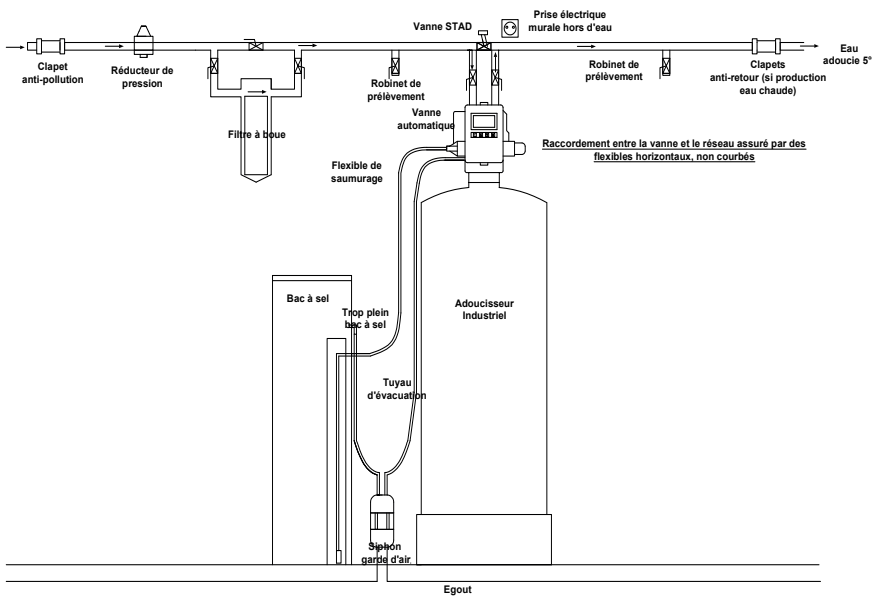 Vanne STAD
Prise électrique
murale hors d'eau
Clapet
anti-pollution
Réducteur de
pression
Robinet de
prélèvement
Robinet de
prélèvement
Clapets
anti-retour (si production
eau chaude)
Eau
adoucie 5°
Filtre à boue
Vanne
automatique
Raccordement entre la vanne et le réseau assuré par des
flexibles horizontaux, non courbés
Flexible de
saumurage
Bac à sel
Trop plein
bac à sel
Adoucisseur
Industriel
Tuyau
d'évacuation
Siphon
garde d'air
Egout